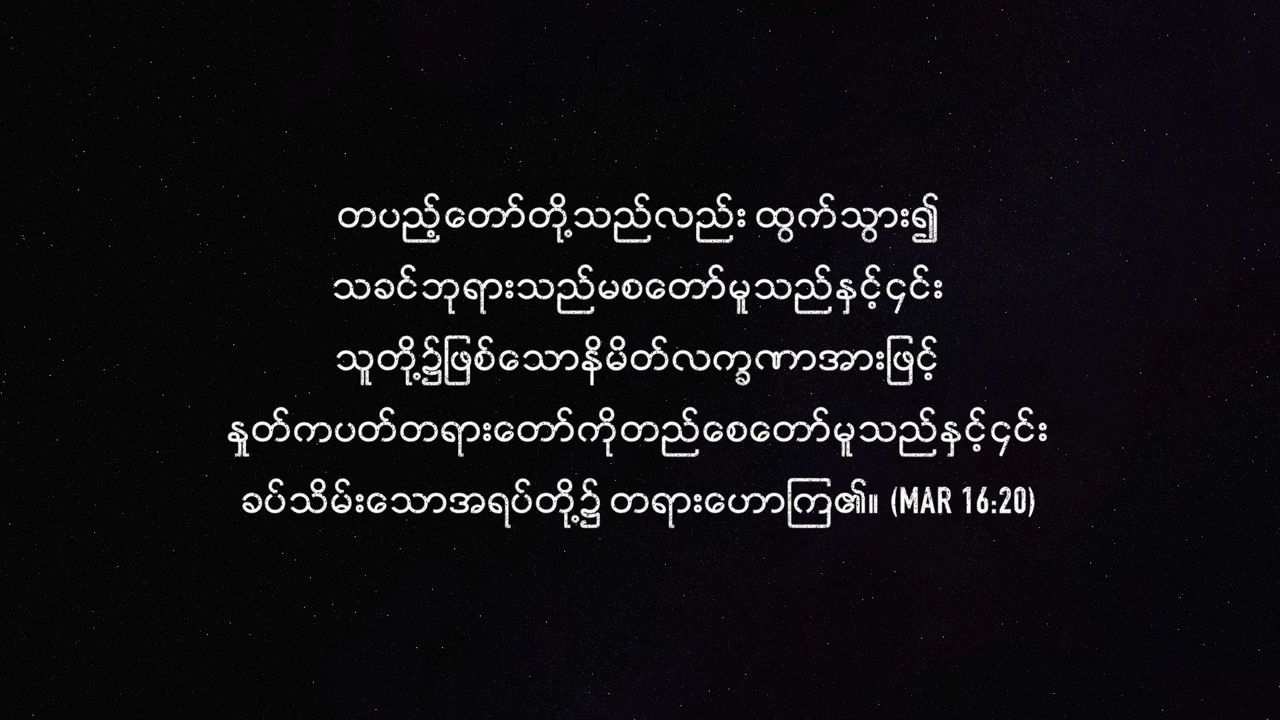 တပည့်တော်တို့သည်လည်း ထွက်သွား၍
သခင်ဘုရားသည်မစတော်မူသည်နှင့်၄င်း
သူတို့၌ဖြစ်သောနိမိတ်လက္ခဏာအားဖြင့်
နှုတ်ကပတ်တရားတော်ကိုတည်စေတော်မူသည်နှင့်၄င်း
ခပ်သိမ်းသောအရပ်တို့၌ တရားဟောကြ၏။ (MAR 16:20)